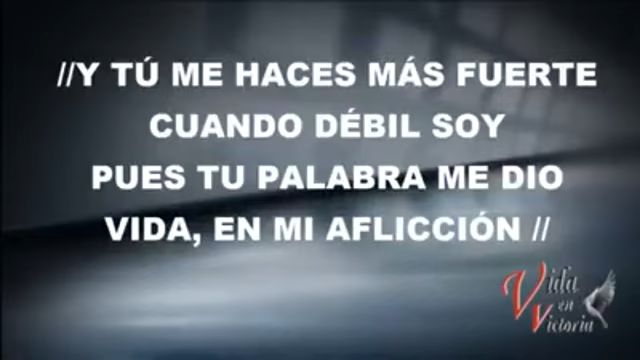 //Y TÚ ME HACES MÁS FUERTE
CUANDO DÉBIL SOY
PUES TU PALABRA ME DIO
VIDA, EN MI AFLICCIÓN //
Vida
en
Victoria